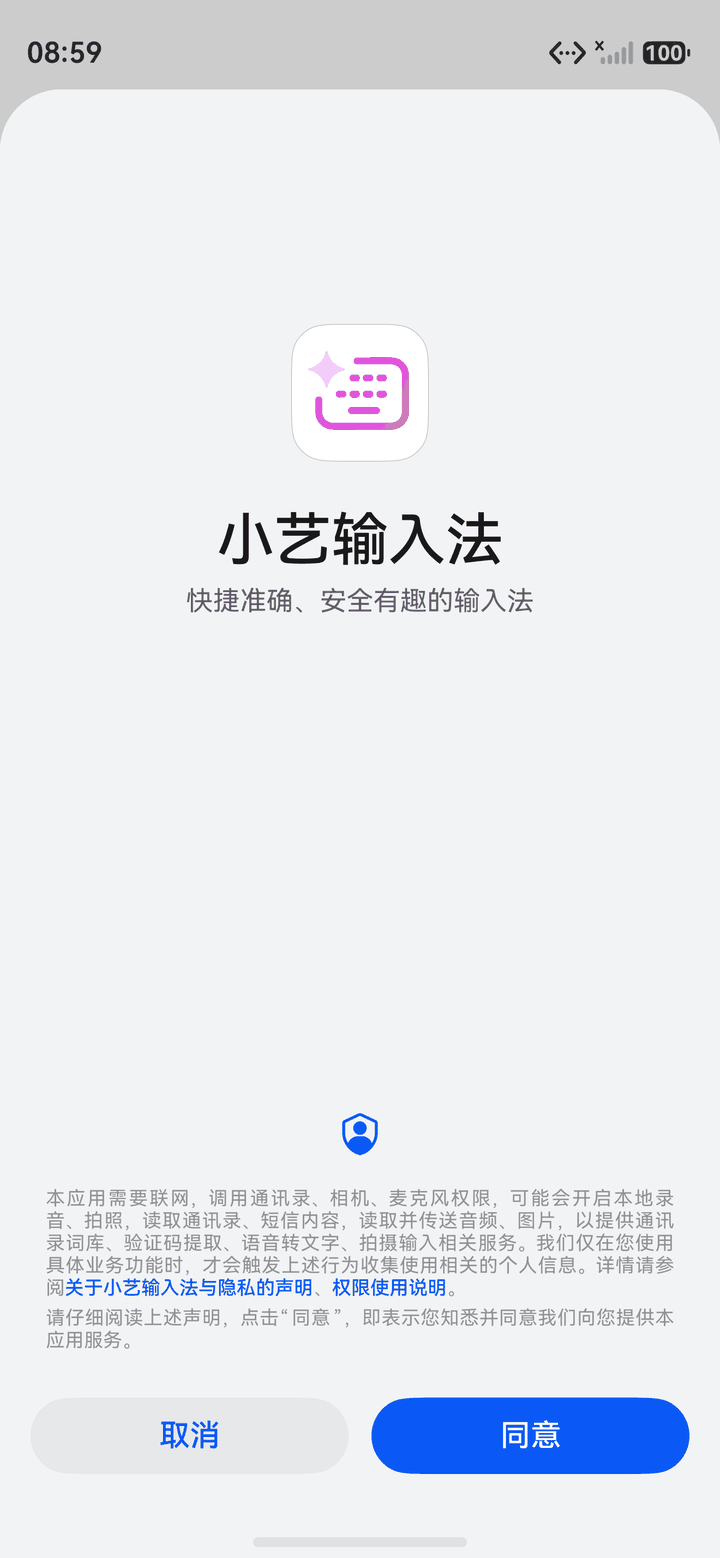 08:59
100
小艺输入法
快捷准确、安全有趣的输入法
本应用需要联网，调用通讯录、相机、麦克风权限，可能会开启本地录
音、拍照，读取通讯录、短信内容，读取并传送音频、图片，以提供通讯
录词库、验证码提取、语音转文字、拍摄输入相关服务。我们仅在您使用
具体业务功能时，才会触发上述行为收集使用相关的个人信息。详情请参
阅关于小艺输入法与隐私的声明、权限使用说明。
请仔细阅读上述声明，点击“同意”，即表示您知悉并同意我们向您提供本
应用服务。
取消
同意